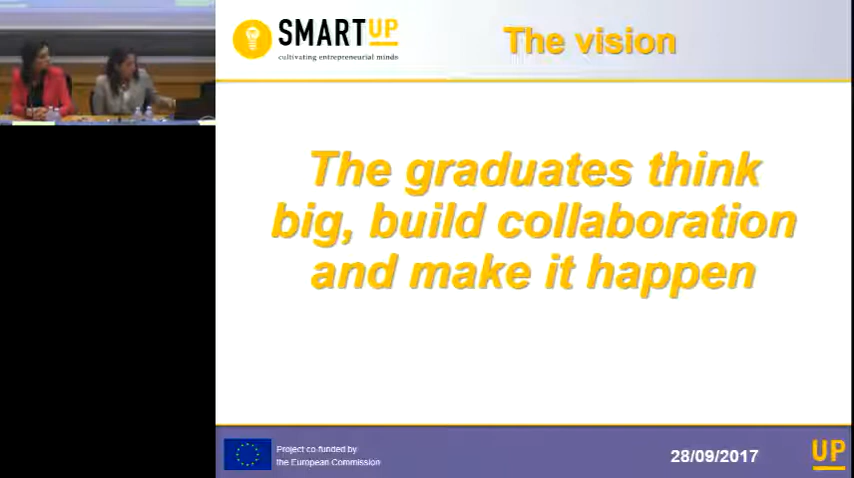 SMARTUP
cultivating entrepreneurial minds
The vision
The graduates think
big, build collaboration
and make it happen
Project co-funded by
the European Commission
28/09/2017
UP